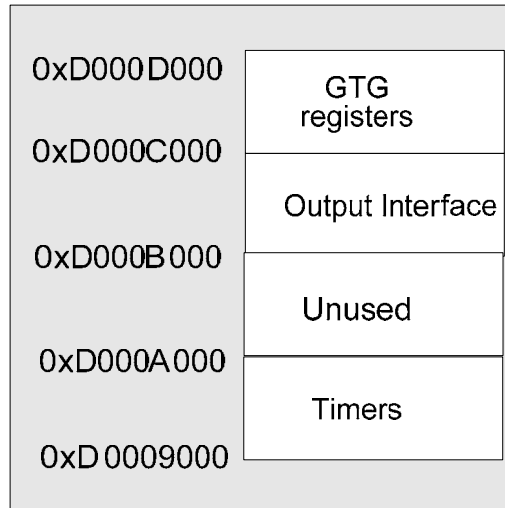 0xD000D000
GTG
registers
0xD000C000
Output Interface
0xD000B000
Unused
0xD000A000
Timers
0xD0009000